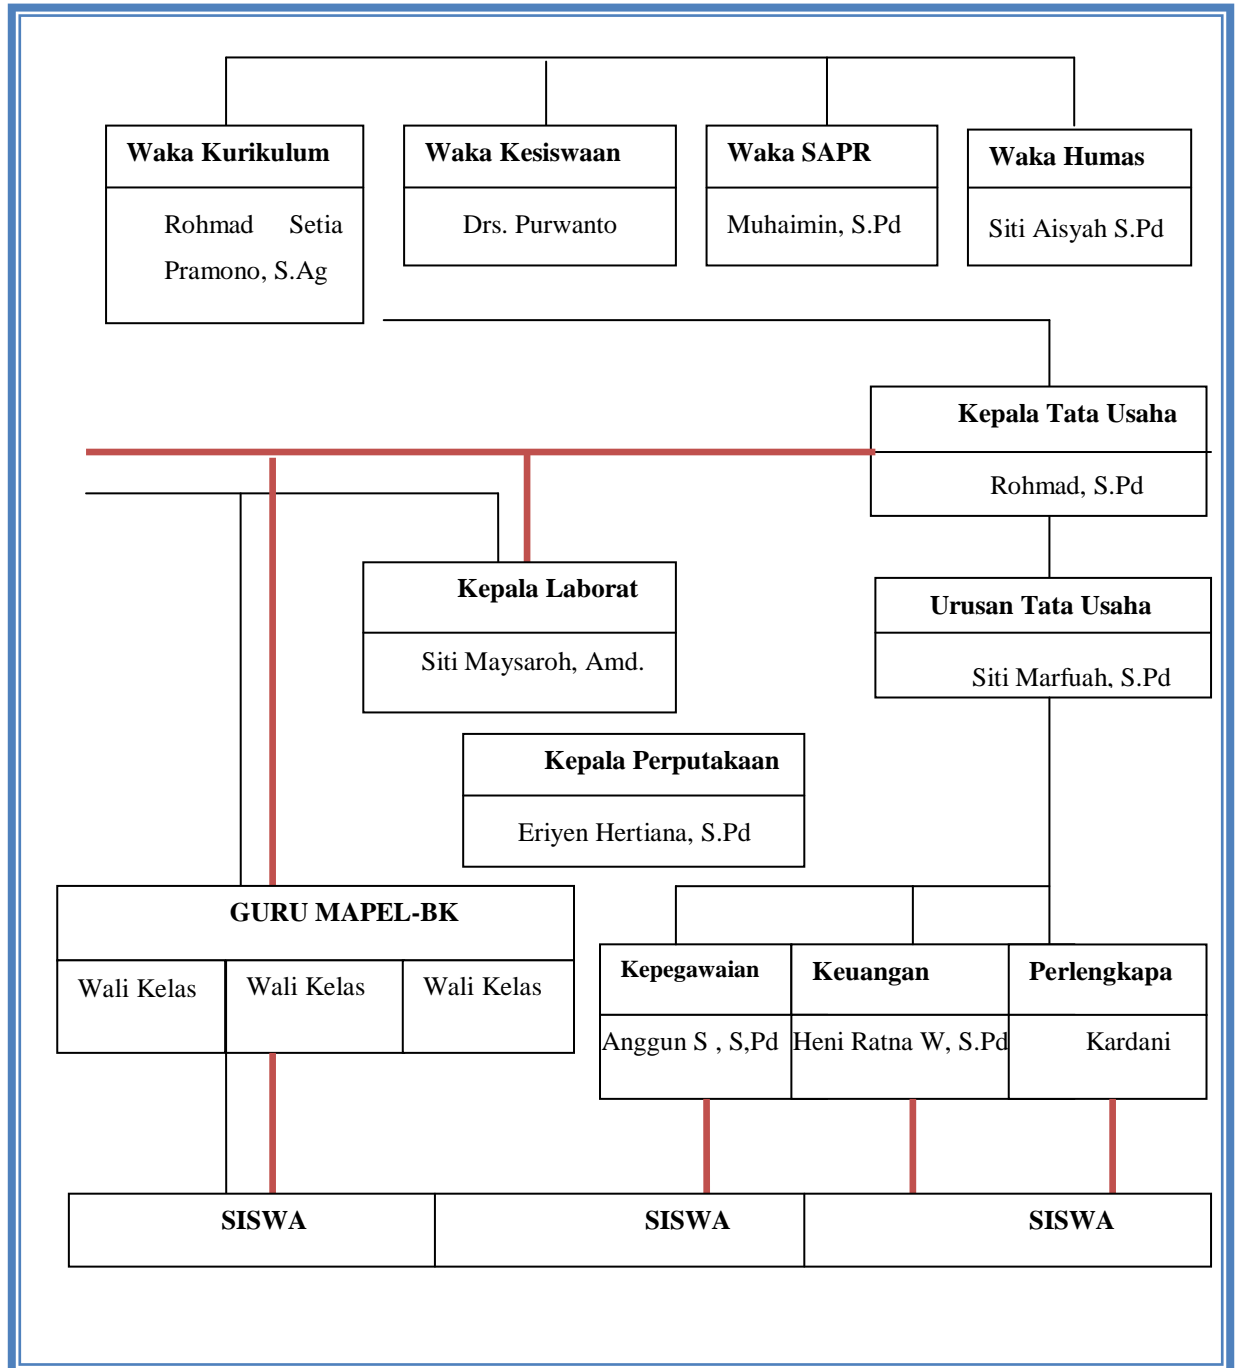 Waka Kurikulum
Rohmad Setia
Pramono, S.Ag
Waka Kesiswaan
Drs. Purwanto
Waka SAPR
Muhaimin, S.Pd
Waka Humas
Siti Aisyah S.Pd
Kepala Tata Usaha
Rohmad, S.Pd
Kepala Laborat
Siti Maysaroh, Amd.
Urusan Tata Usaha
Siti Marfuah, S.Pd
Kepala Perputakaan
Eriyen Hertiana, S.Pd
GURU MAPEL-BK
Wali Kelas
Wali Kelas
Wali Kelas
Kepegawaian
Anggun S , S,Pd
Keuangan
Heni Ratna W, S.Pd
Perlengkapa
Kardani
SISWA
SISWA
SISWA